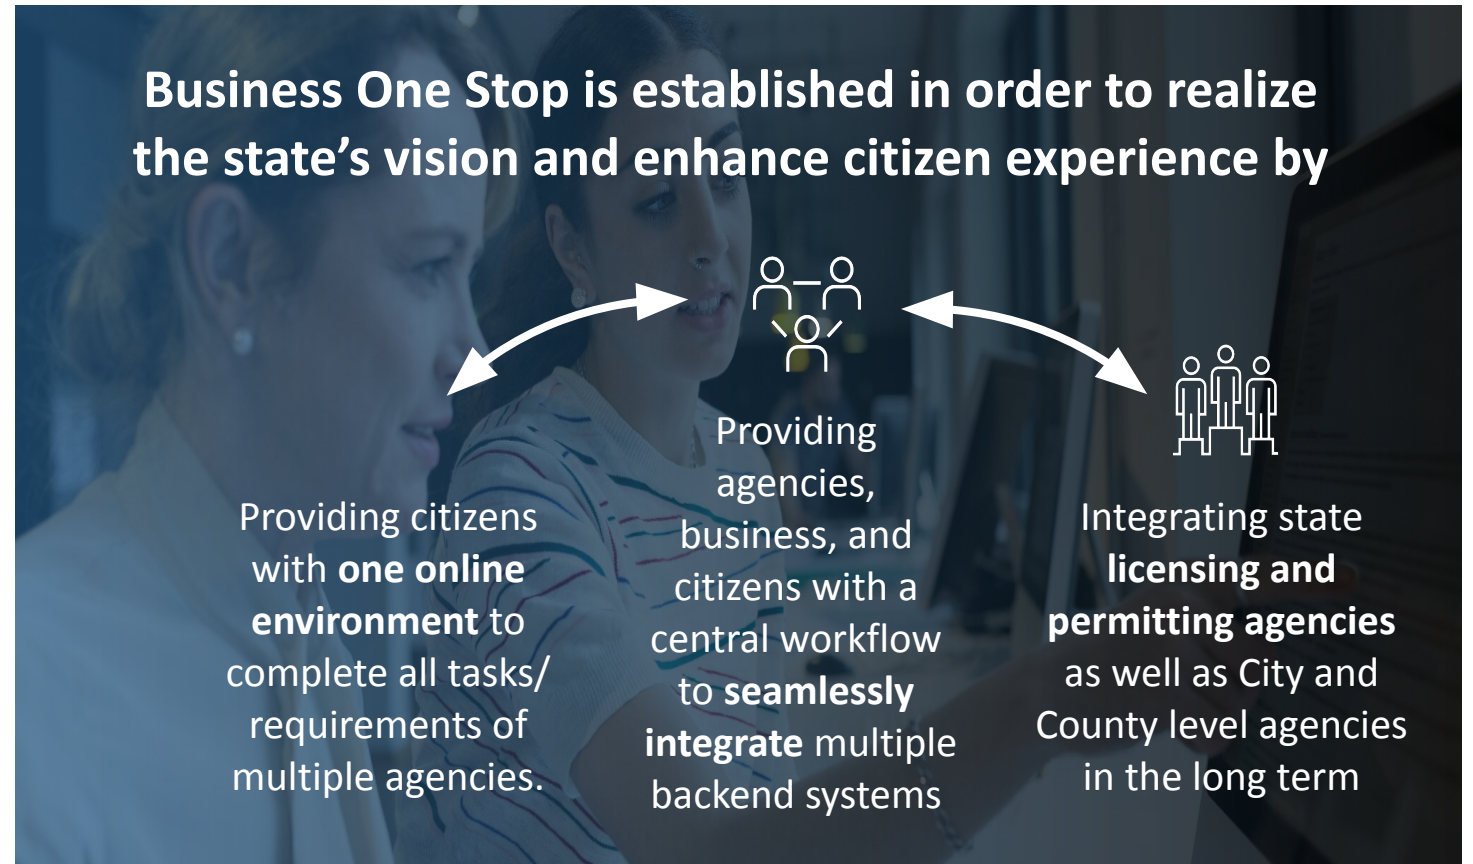 Business One Stop is established in order to realize
the state’s vision and enhance citizen experience by
Providing citizens
with one online
environment to
complete all tasks/
requirements of
multiple agencies.
Providing
agencies,
business, and
citizens with a
central workflow
to seamlessly
integrate multiple
backend systems
Integrating state
licensing and
permitting agencies
as well as City and
County level agencies
in the long term